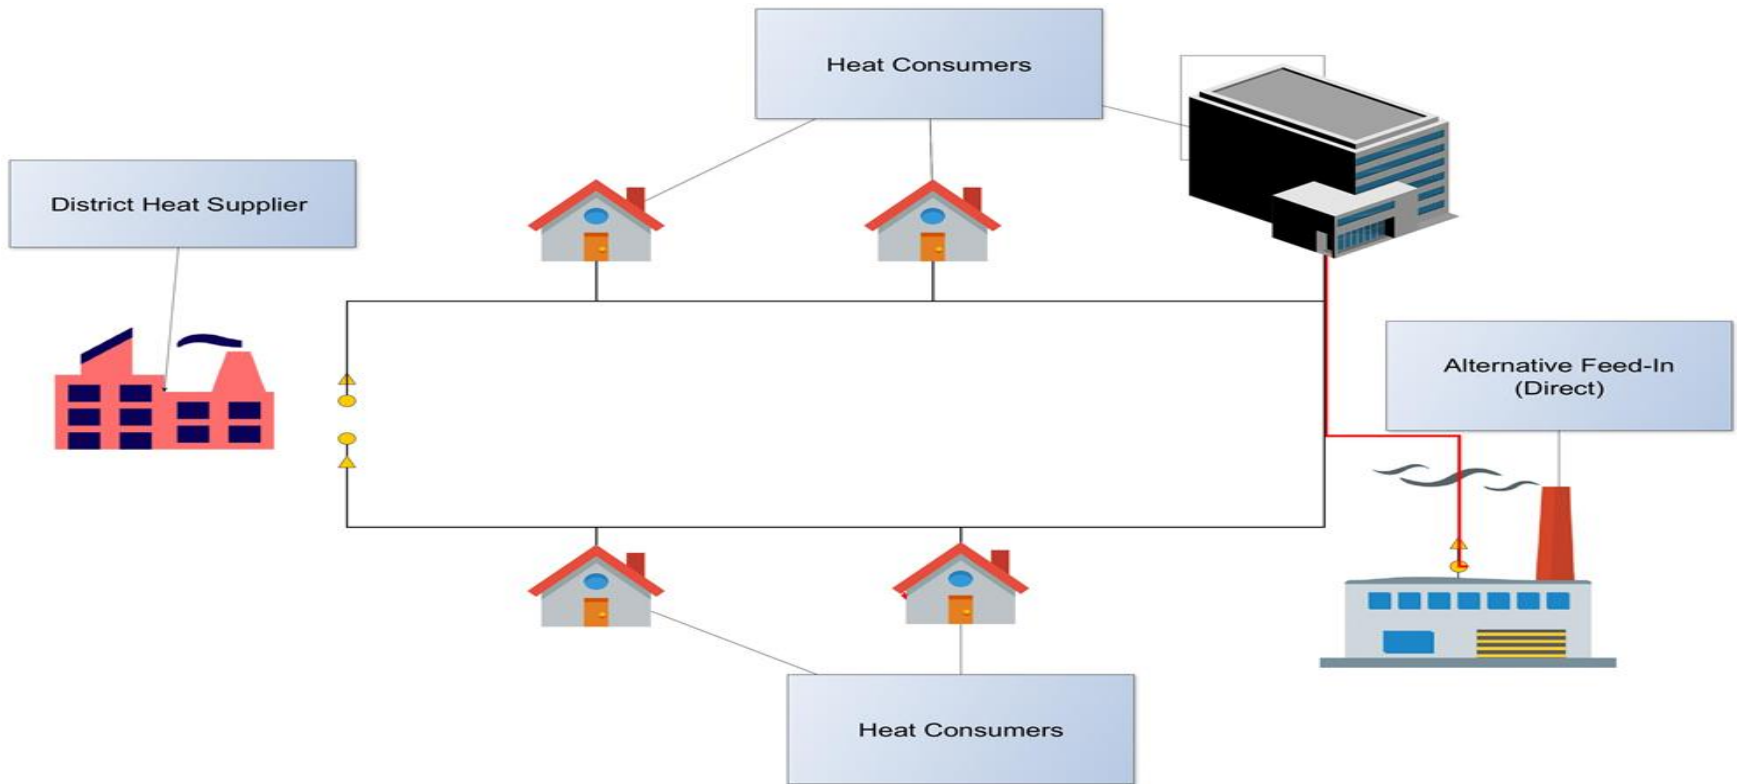 Heat Consumers
District Heat Supplier
Alternative Feed-In
(Direct)
Heat Consumers